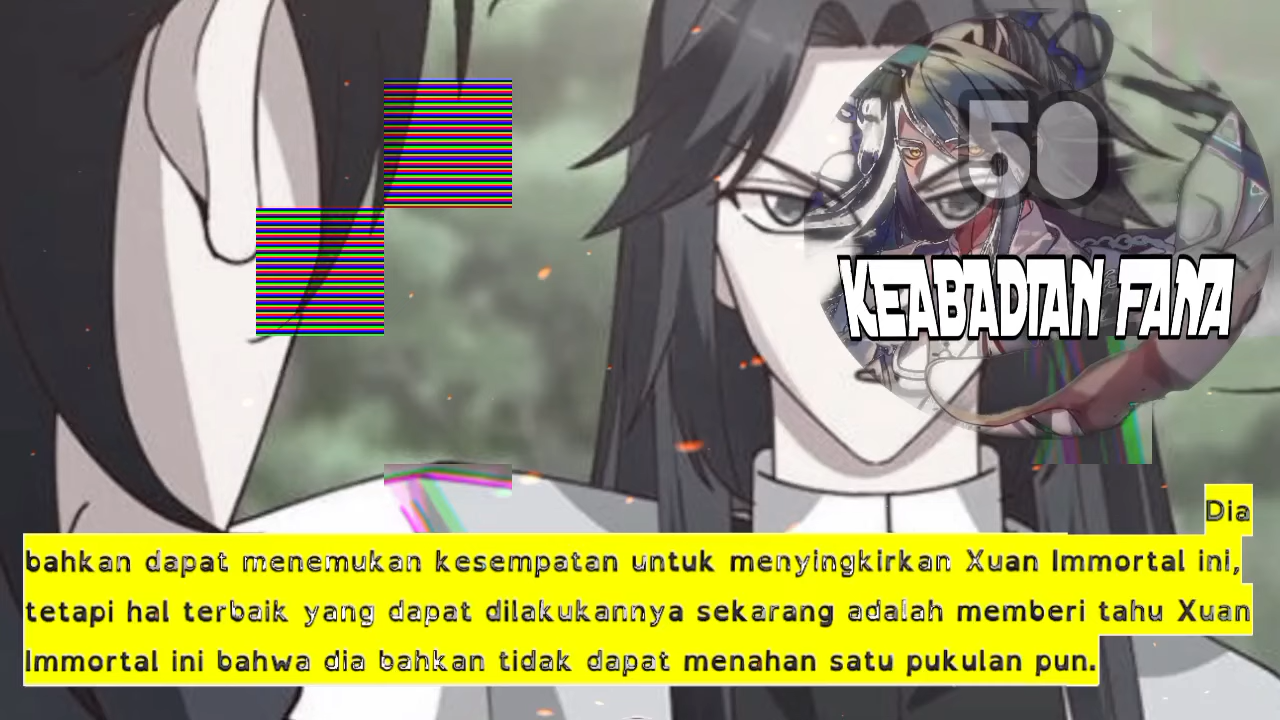 50
KEABADIAN FANA
Dia
bahkan dapat menemukan kesempatan untuk menyingkirkan Xuan Immortal ini,
tetapi hal terbaik yang dapat dilakukannya sekarang adalah memberi tahu Xuan
Immortal ini bahwa dia bahkan tidak dapat menahan satu pukulan pun.